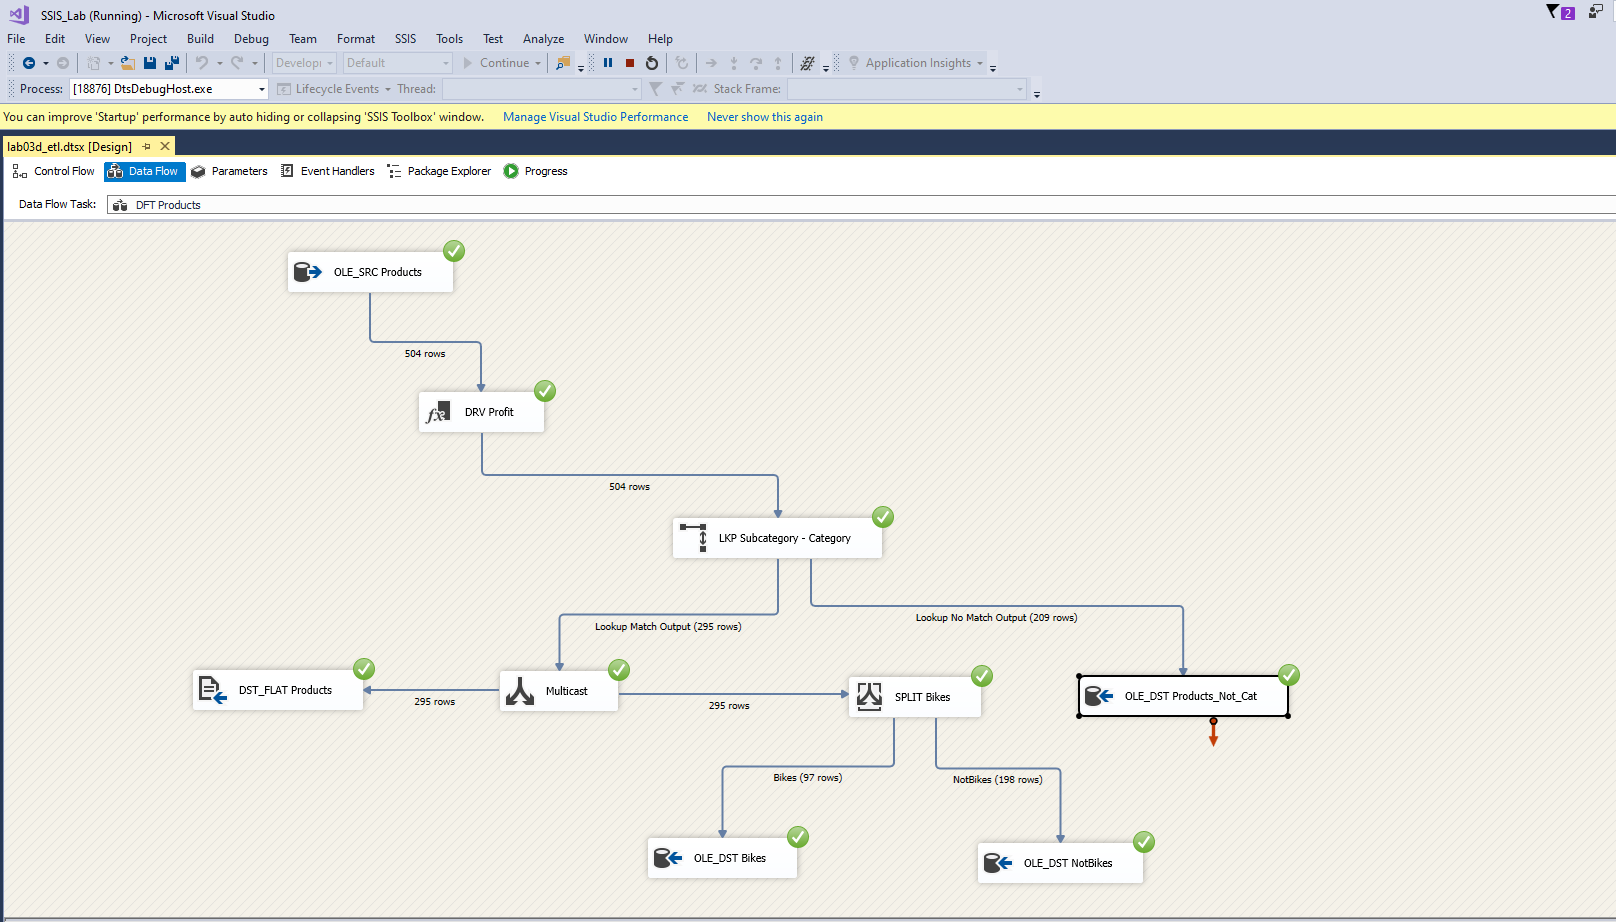 SSIS_Lab (Running) - Microsoft Visual Studio
2
File Edit View Project Build Debug Team Format SSIS Tools Test Analyze Window Help
Developı Default Continue Application Insights
Process: [18876] DtsDebugHost.exe Lifecycle Events Thread: Stack Frame:
You can improve 'Startup' performance by auto hiding or collapsing 'SSIS Toolbox' window. Manage Visual Studio Performance Never show this again
lab03d_etl.dtsx [Design]
Control Flow Data Flow Parameters Event Handlers Package Explorer Progress
Data Flow Task: DFT Products
OLE_SRC Products
504 rows
fx
DRV Profit
504 rows
LKP Subcategory - Category
Lookup Match Output (295 rows)
Lookup No Match Output (209 rows)
DST_FLAT Products
295 rows
Multicast
295 rows
SPLIT Bikes
OLE_DST Products_Not_Cat
Bikes (97 rows)
NotBikes (198 rows)
OLE_DST Bikes
OLE_DST NotBikes